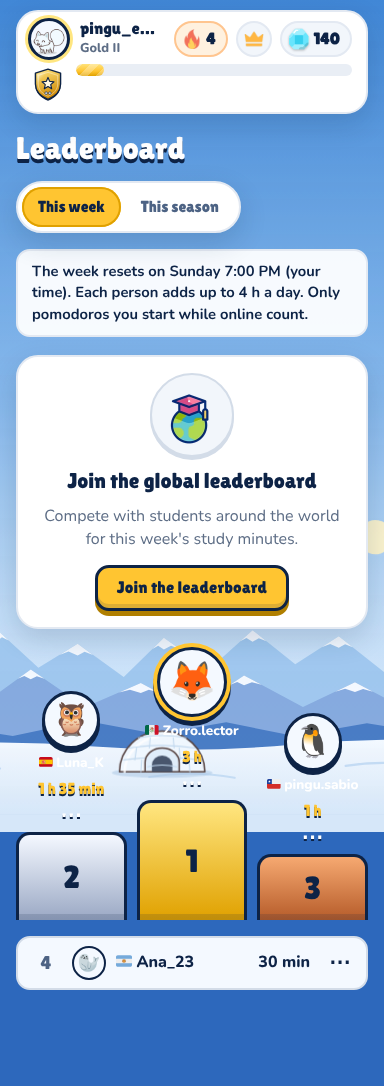 pingu_e...
Gold II
4
140
Leaderboard
This week
This season
The week resets on Sunday 7:00 PM (your
time). Each person adds up to 4 h a day. Only
pomodoros you start while online count.
Join the global leaderboard
Compete with students around the world
for this week's study minutes.
Join the leaderboard
Zorro.lector
3 h
...
Luna_K
1 h 35 min
...
pingu.sabio
1 h
...
2
1
3
4 Ana_23 30 min ...